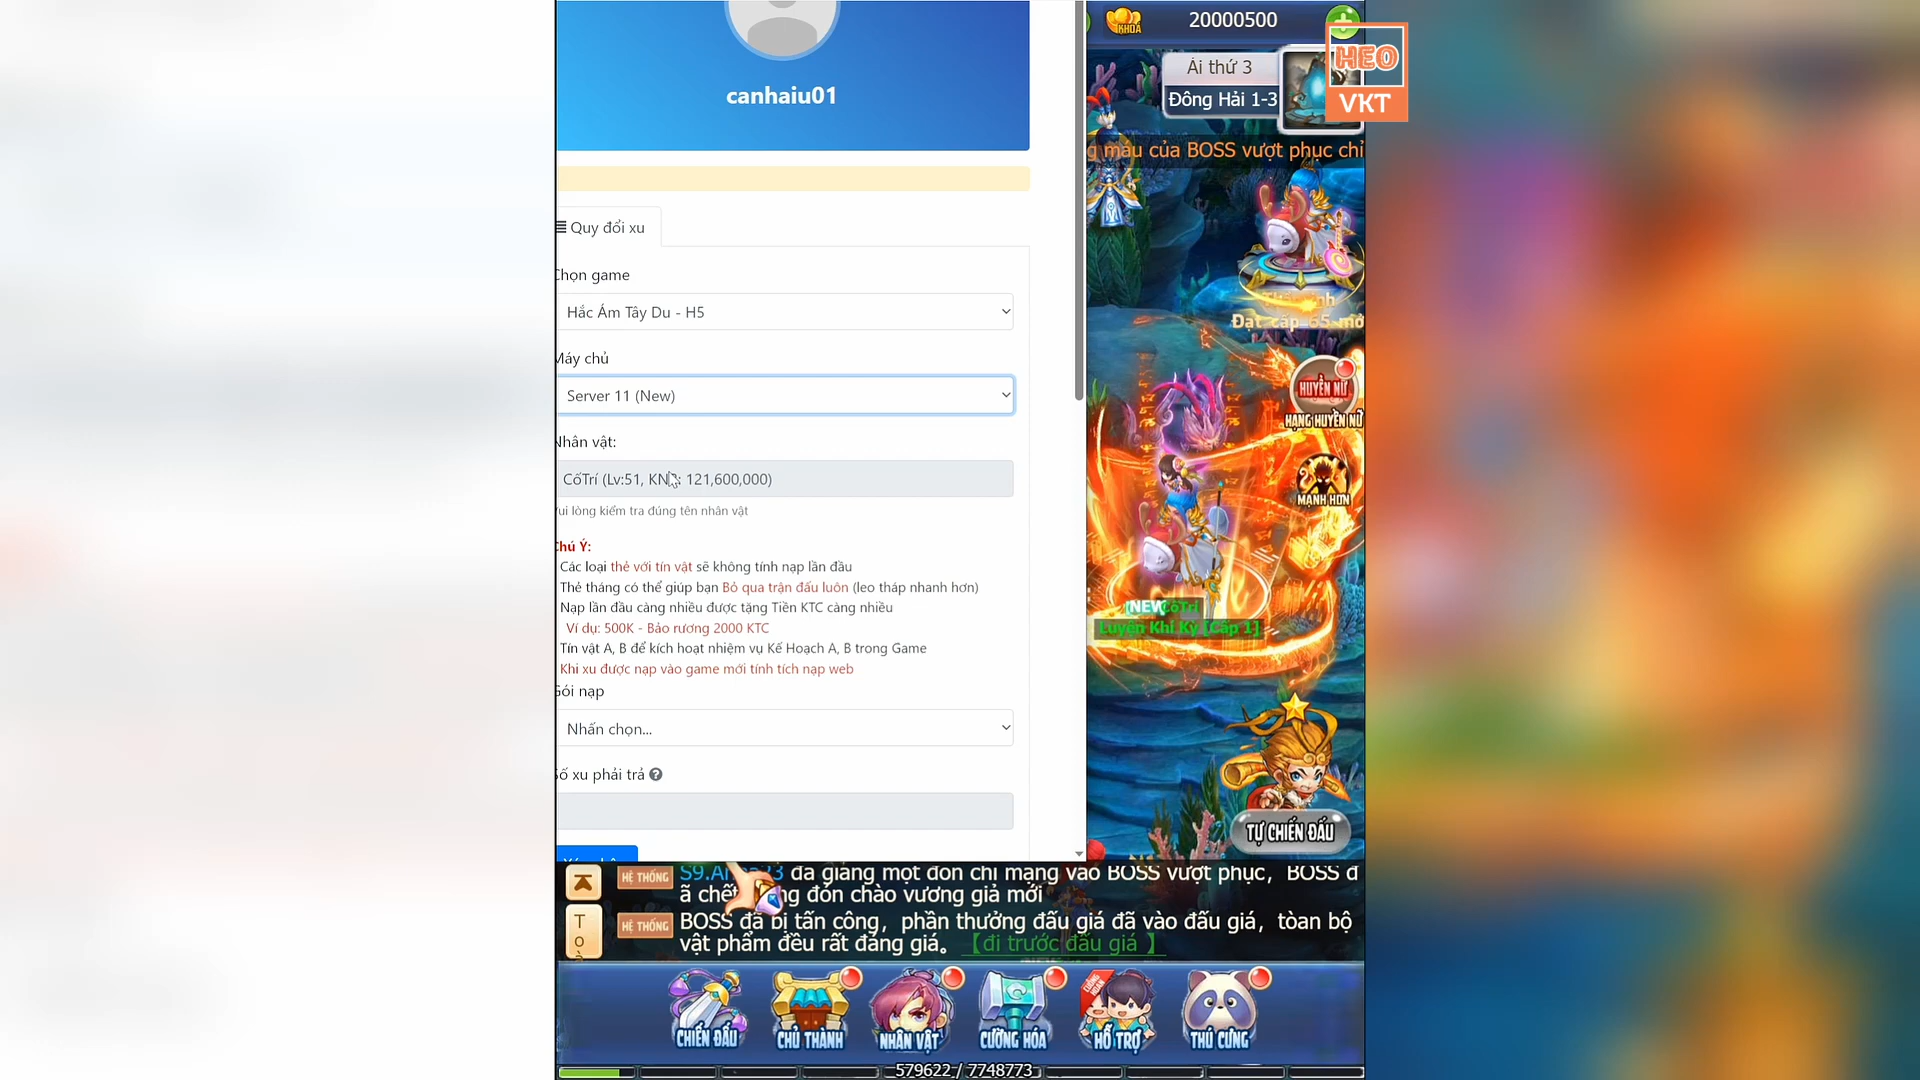 canhaiu01
Quy đổi xu
Chọn game
Hắc Ám Tây Du - H5
Máy chủ
Server 11 (New)
Nhân vật:
CốTrí (Lv:51, KNB: 121,600,000)
ui lòng kiểm tra đúng tên nhân vật
Chú Ý:
Các loại thẻ với tín vật sẽ không tính nạp lần đầu
Thẻ tháng có thể giúp bạn Bỏ qua trận đấu luôn (leo tháp nhanh hơn)
Nạp lần đầu càng nhiều được tặng Tiền KTC càng nhiều
Ví dụ: 500K - Bảo rương 2000 KTC
Tín vật A, B để kích hoạt nhiệm vụ Kế Hoạch A, B trong Game
Khi xu được nạp vào game mới tính tích nạp web
Gói nạp
Nhấn chọn...
Số xu phải trả
KHOÁ
20000500
HEO
VKT
Ải thứ 3
Đông Hải 1-3
g máu của BOSS vượt phục chỉ
Đạt cấp 65 mở
HUYỀN NỮ
HẠNG HUYỀN NỮ
MẠNH HƠN
(NEW)CốTrí
Luyện Khí Kỳ [Cấp 1]
TỰ CHIẾN ĐẤU
HỆ THỐNG
đã giáng một đòn chí mạng vào BOSS vượt phục, BOSS đ
ã chết
đón chào vương giả mới
HỆ THỐNG
BOSS đã bị tấn công, phần thưởng đấu giá đã vào đấu giá, toàn bộ
vật phẩm đều rất đáng giá。【đi trước đấu giá 】
CHIẾN ĐẤU
CHỦ THÀNH
NHÂN VẬT
CƯỜNG HÓA
HỖ TRỢ
THÚ CƯNG
579622 / 7748773